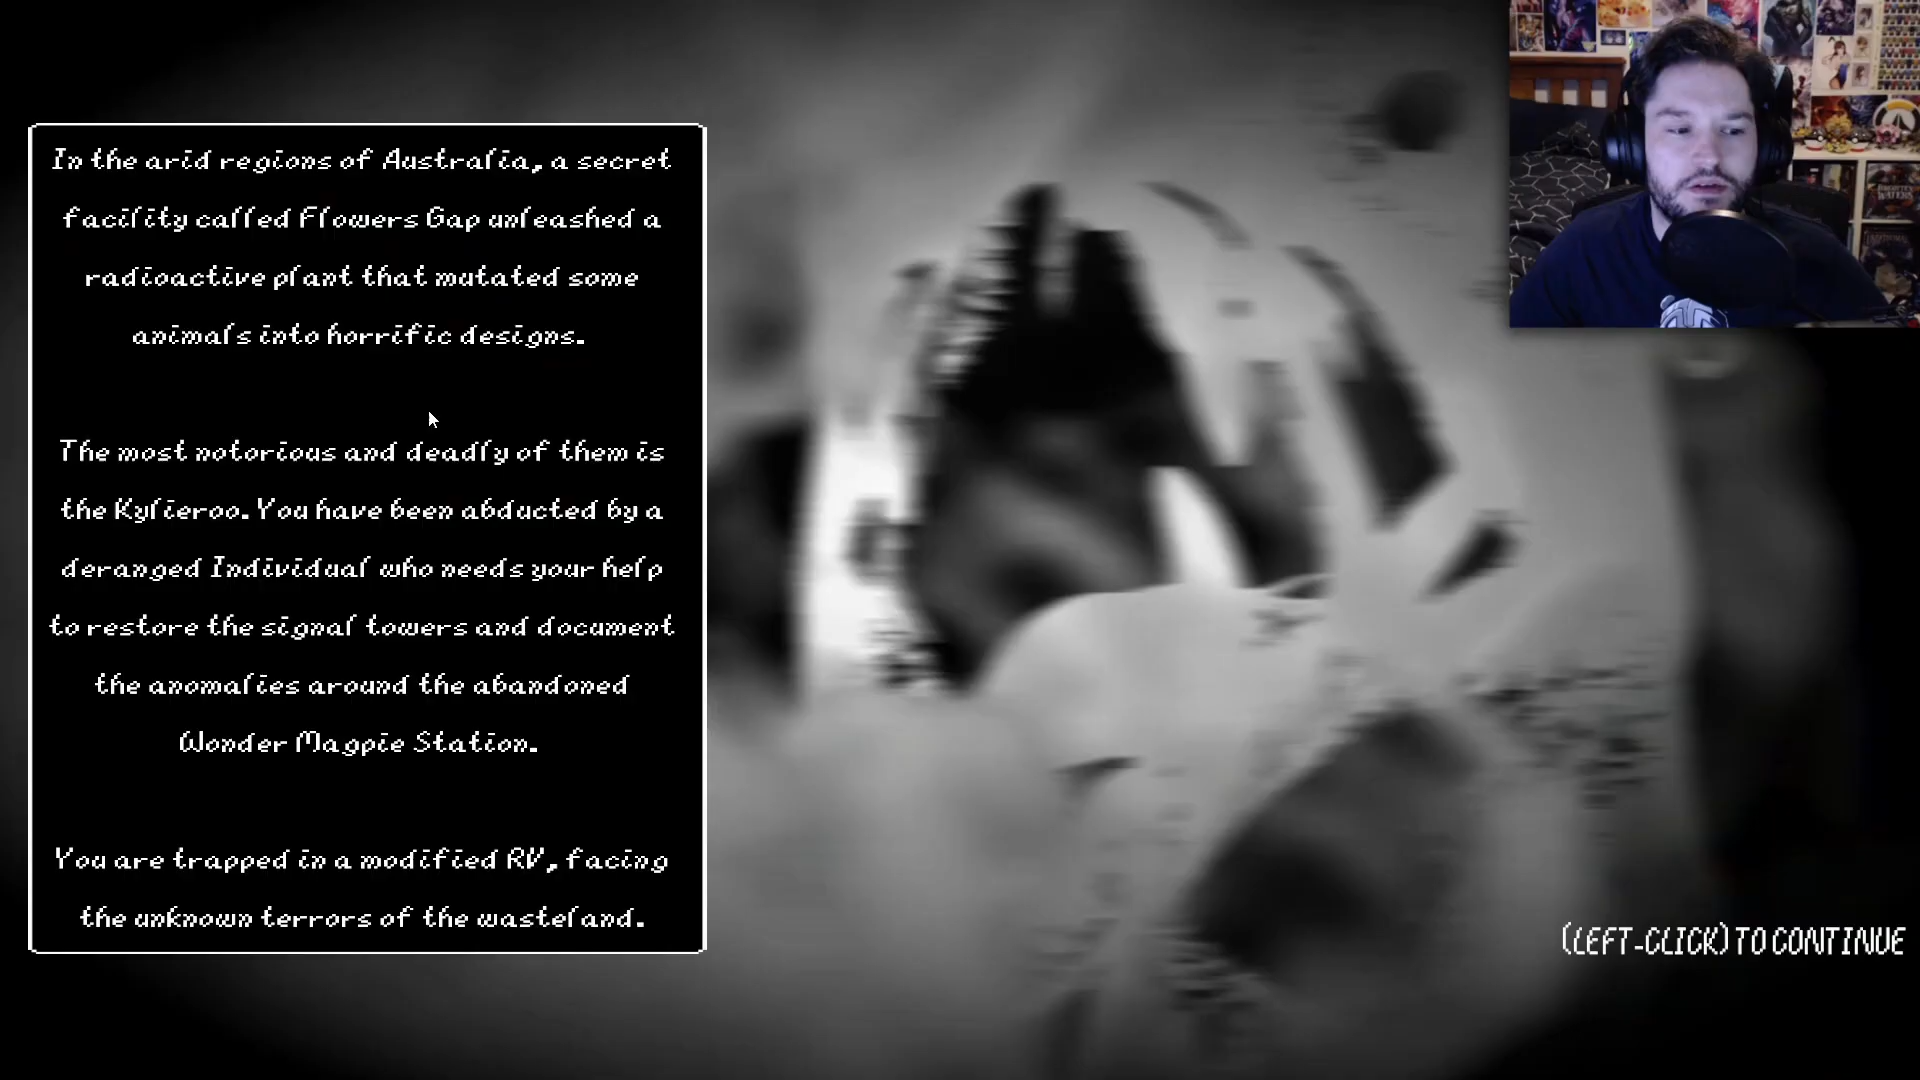 In the arid regions of Australia, a secret
facility called Flowers Gap unleashed a
radioactive plant that mutated some
animals into horrific designs.
The most notorious and deadly of them is
the Kylieroo. You have been abducted by a
deranged Individual who needs your help
to restore the signal towers and document
the anomalies around the abandoned
Wonder Magpie Station.
You are trapped in a modified RV, facing
the unknown terrors of the wasteland.
(LEFT-CLICK) TO CONTINUE